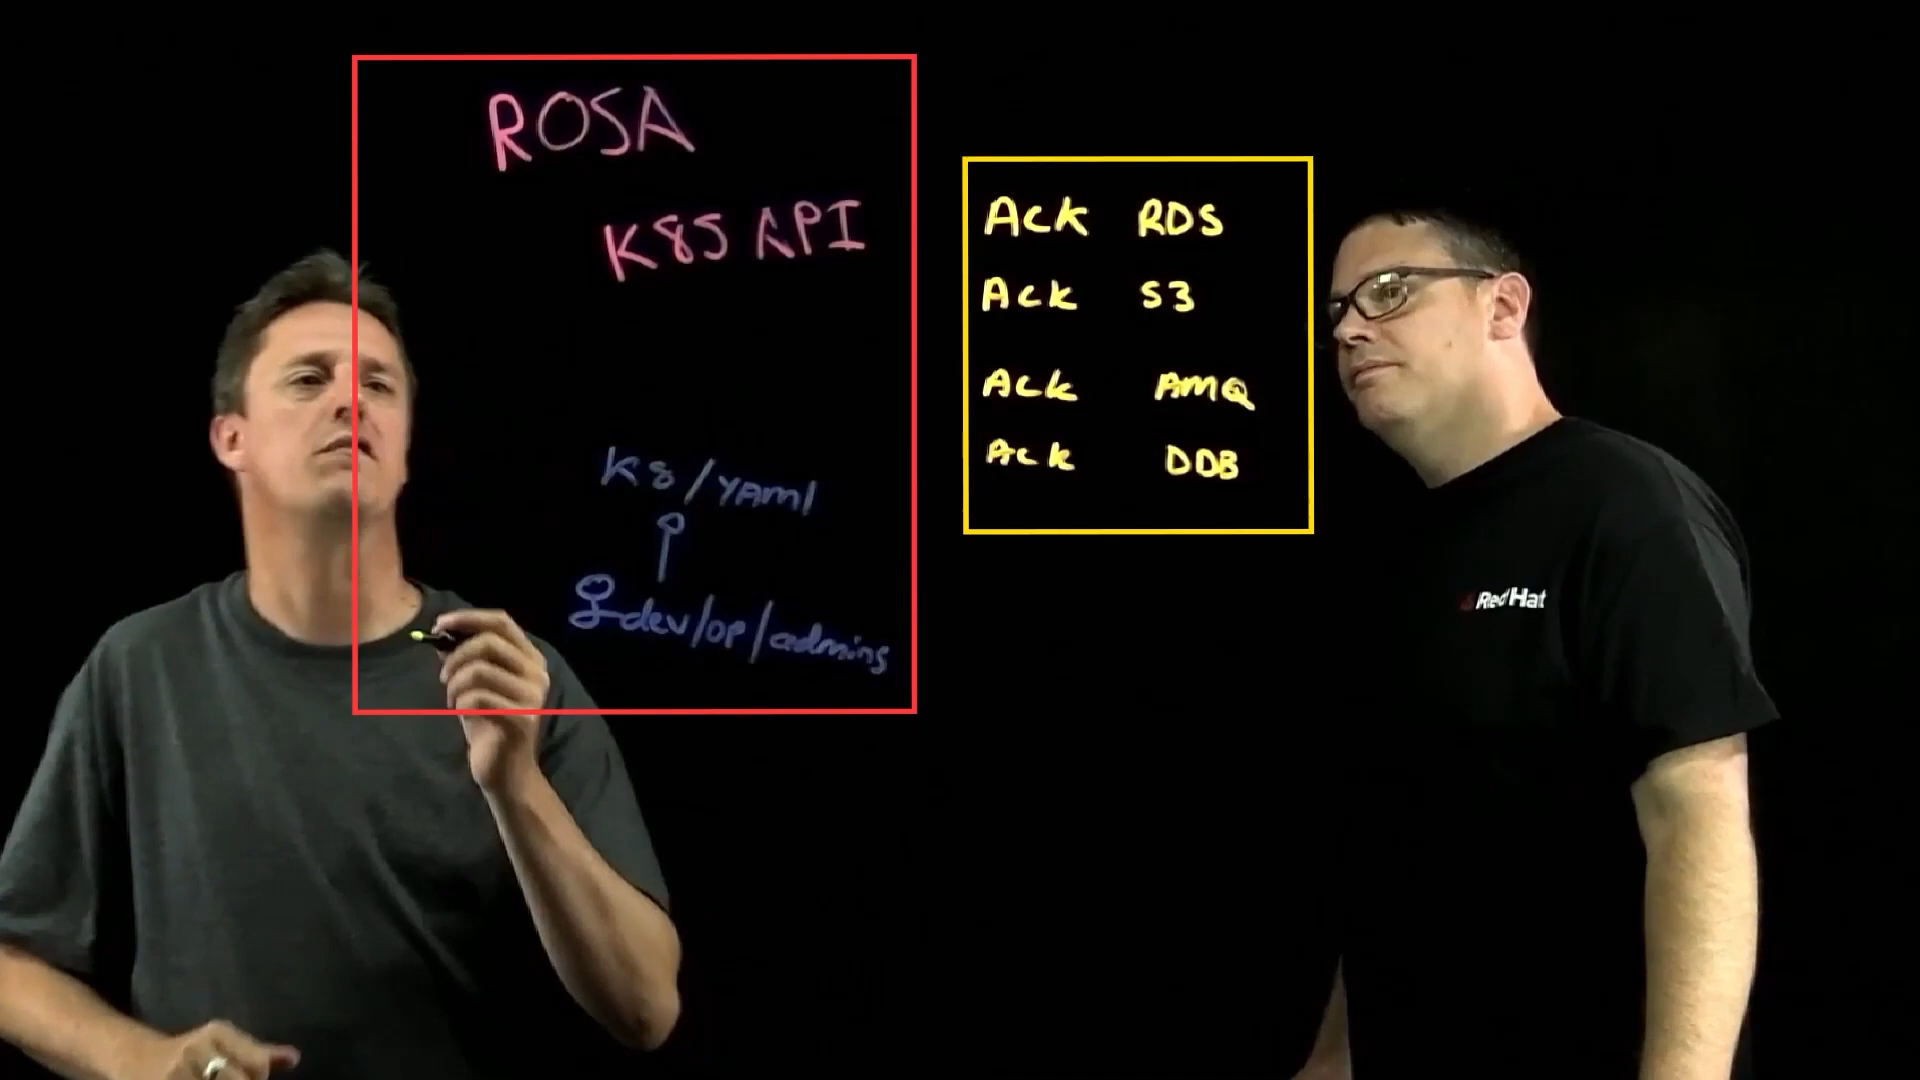 ROSA
K8S API
K8/YAML
dev/op/admins
Ack RDS
Ack S3
Ack AMQ
Ack DDB
Red Hat